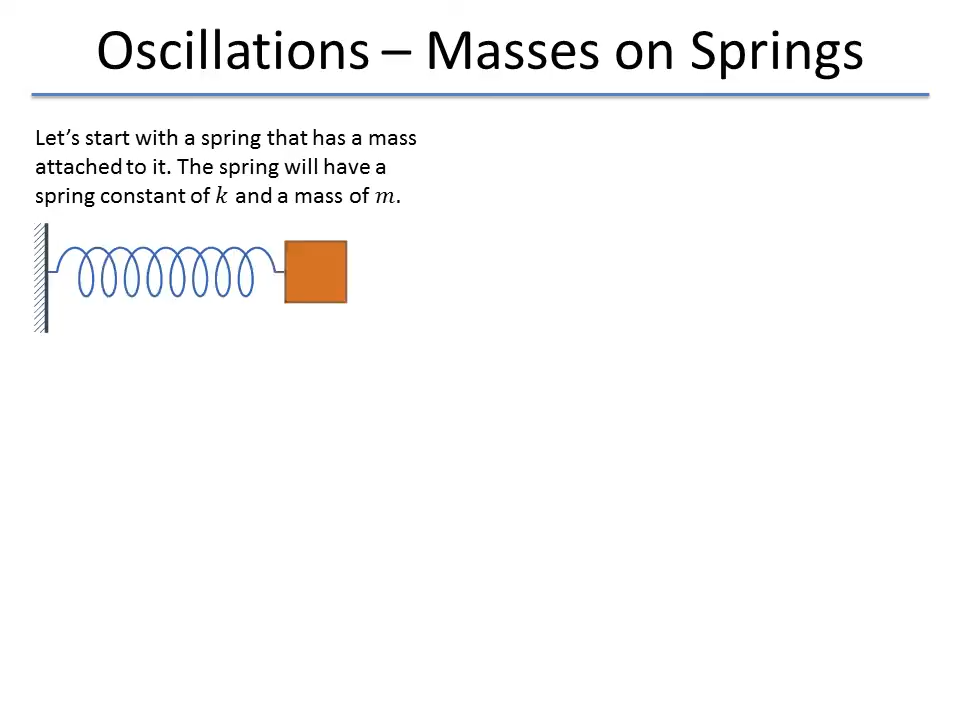 Oscillations – Masses on Springs
Let’s start with a spring that has a mass
attached to it. The spring will have a
spring constant of k and a mass of m.